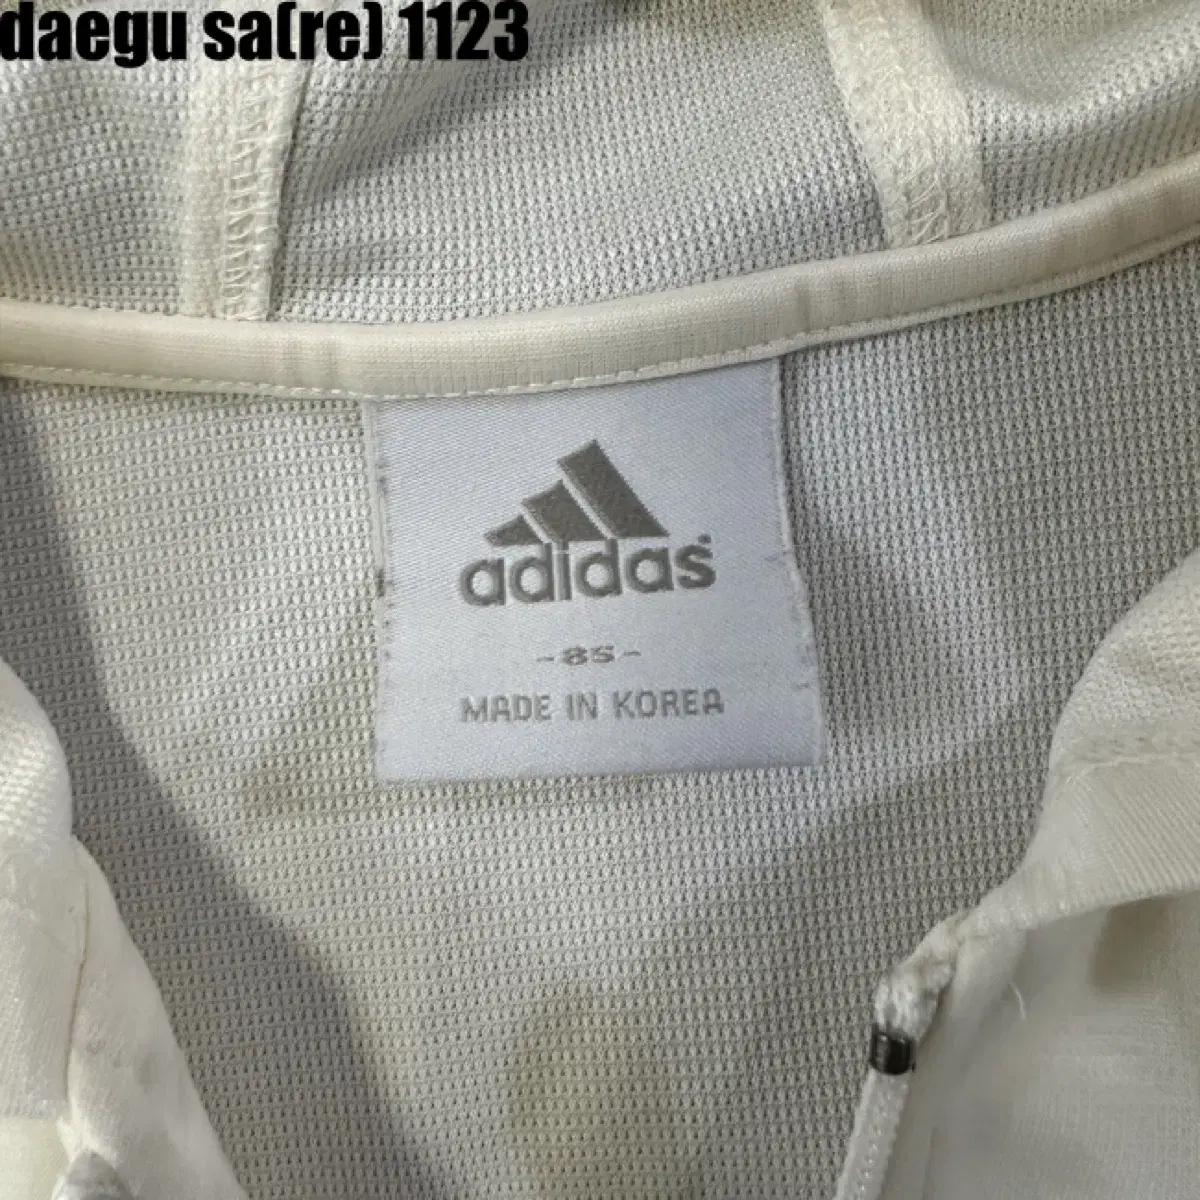 daegu sa(re) 1123
adidas
-85-
MADE IN KOREA